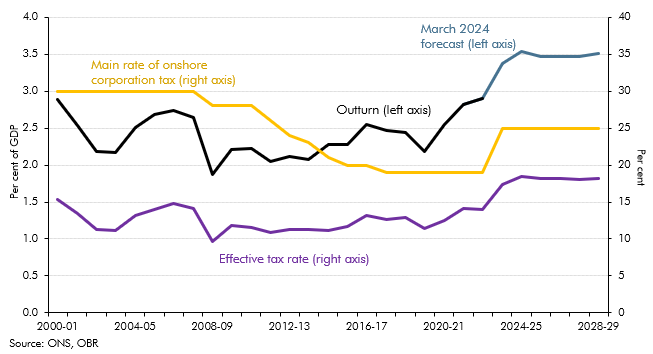 4.0
3.5
3.0
2.5
2.0
1.5
1.0
0.5
0.0
Per cent of GDP
40
35
30
25
20
15
10
5
0
Per cent
March 2024
forecast (left axis)
Main rate of onshore
corporation tax (right axis)
Outturn (left axis)
Effective tax rate (right axis)
2000-01 2004-05 2008-09 2012-13 2016-17 2020-21 2024-25 2028-29
Source: ONS, OBR